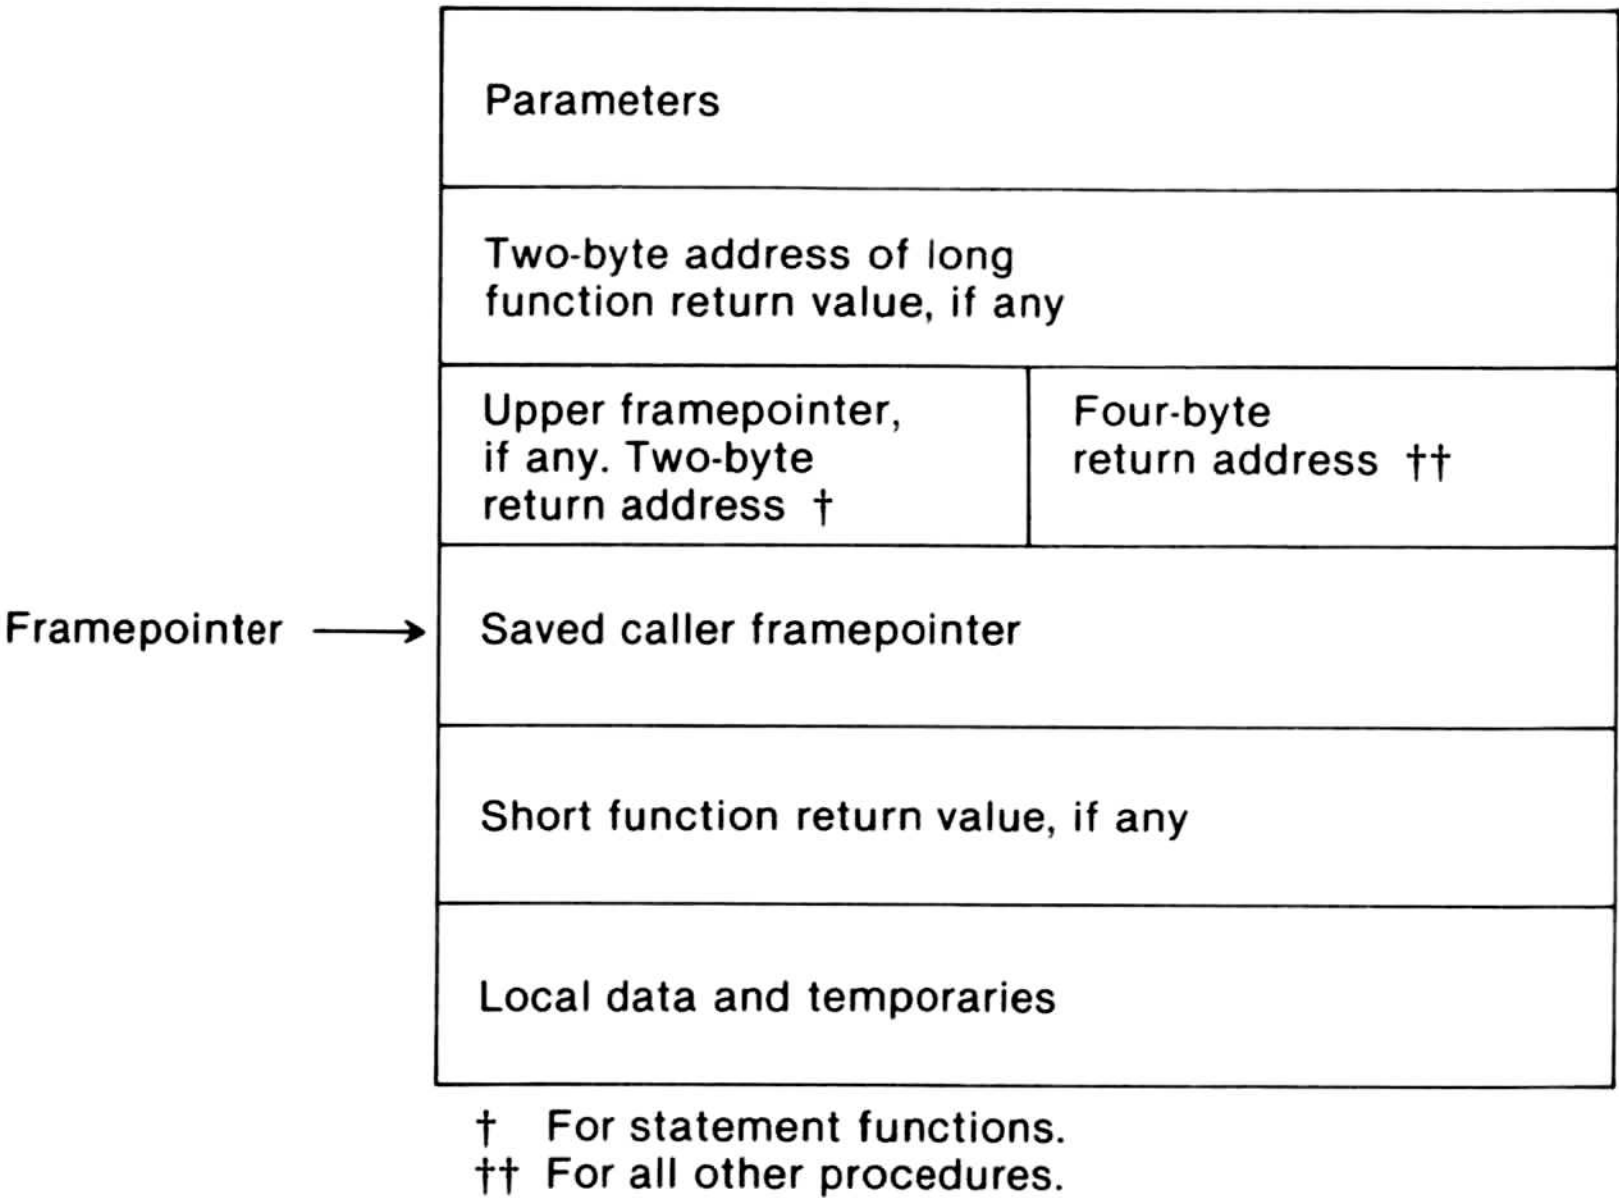 Parameters
Two-byte address of long
function return value, if any
Upper framepointer,
if any. Two-byte
return address †
Four-byte
return address ††
Framepointer
Saved caller framepointer
Short function return value, if any
Local data and temporaries
† For statement functions.
†† For all other procedures.